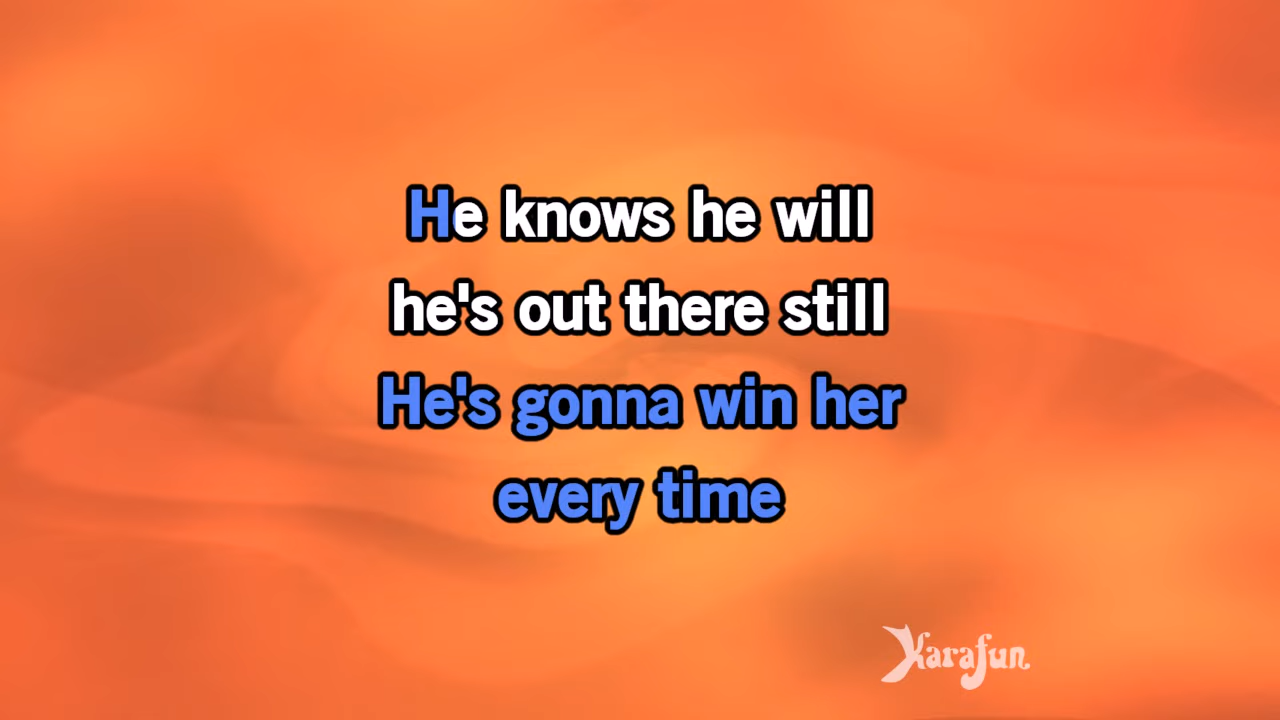 He knows he will
he's out there still
He's gonna win her
every time
Karafun